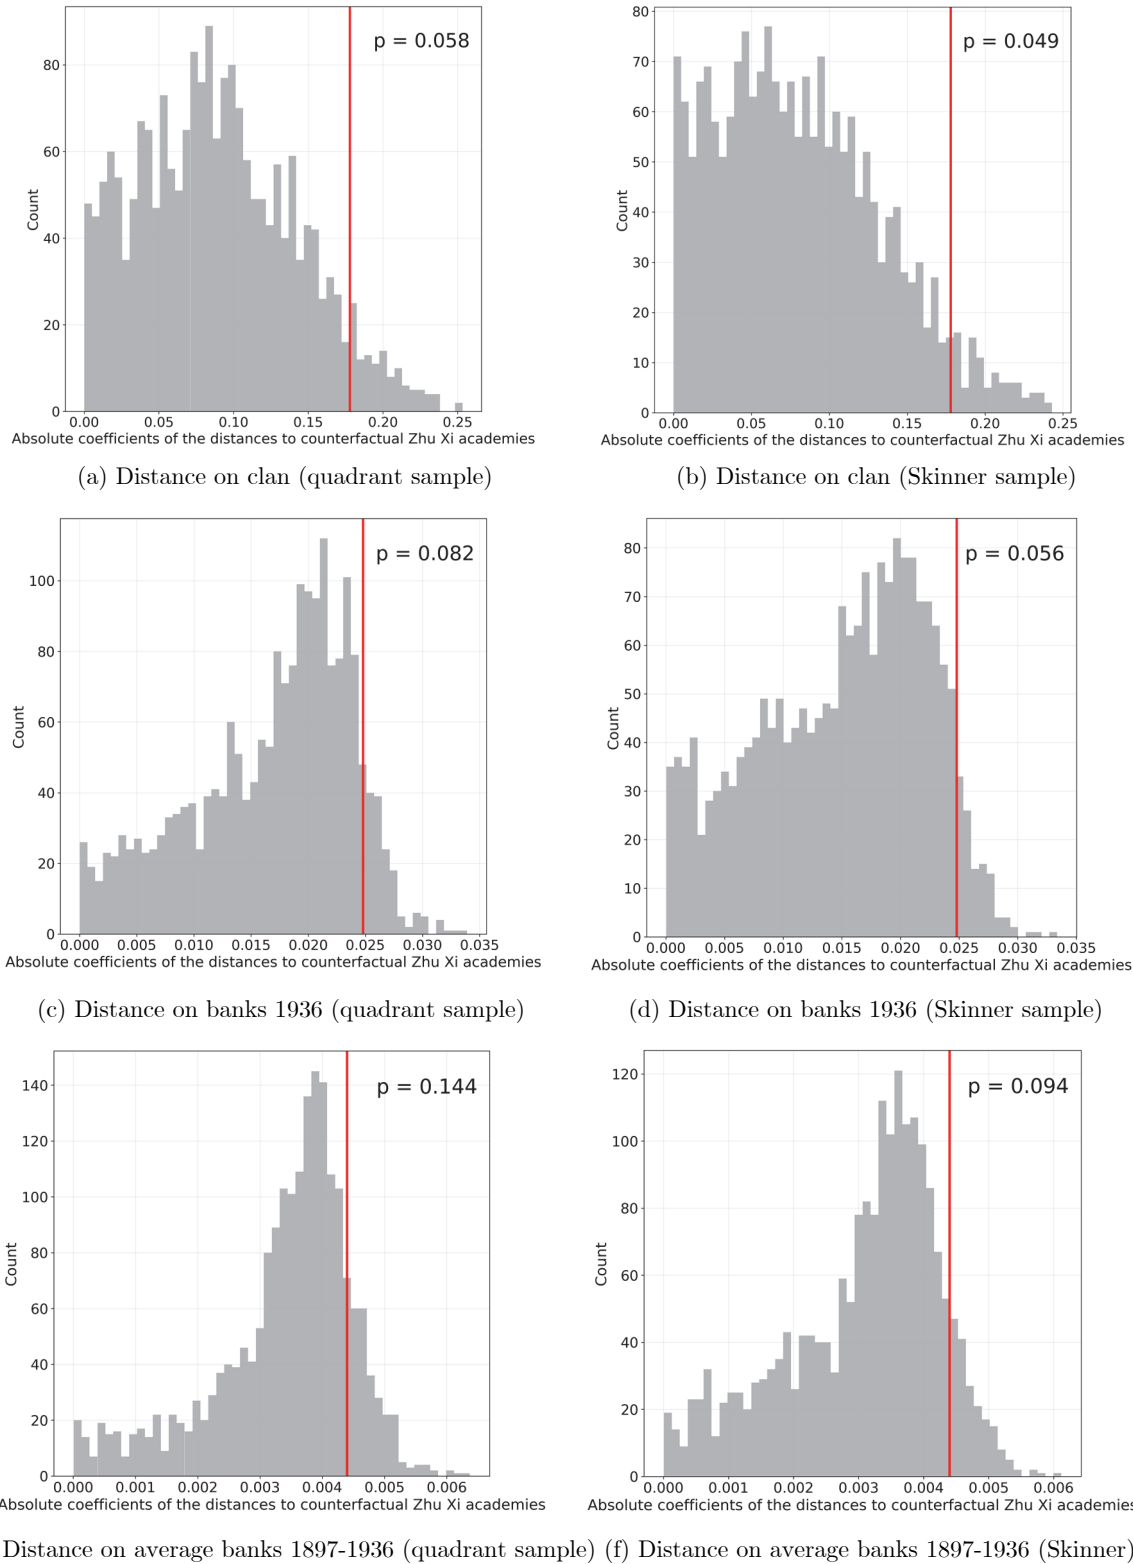 p = 0.058
80
60
40
20
0
Count
0.00 0.05 0.10 0.15 0.20 0.25
Absolute coefficients of the distances to counterfactual Zhu Xi academies
(a) Distance on clan (quadrant sample)
p = 0.049
80
70
60
50
40
30
20
10
0
Count
0.00 0.05 0.10 0.15 0.20 0.25
Absolute coefficients of the distances to counterfactual Zhu Xi academies
(b) Distance on clan (Skinner sample)
p = 0.082
100
80
60
40
20
0
Count
0.000 0.005 0.010 0.015 0.020 0.025 0.030 0.035
Absolute coefficients of the distances to counterfactual Zhu Xi academies
(c) Distance on banks 1936 (quadrant sample)
p = 0.056
80
70
60
50
40
30
20
10
0
Count
0.000 0.005 0.010 0.015 0.020 0.025 0.030 0.035
Absolute coefficients of the distances to counterfactual Zhu Xi academies
(d) Distance on banks 1936 (Skinner sample)
p = 0.144
140
120
100
80
60
40
20
0
Count
0.000 0.001 0.002 0.003 0.004 0.005 0.006
Absolute coefficients of the distances to counterfactual Zhu Xi academies
Distance on average banks 1897-1936 (quadrant sample)
p = 0.094
120
100
80
60
40
20
0
Count
0.000 0.001 0.002 0.003 0.004 0.005 0.006
Absolute coefficients of the distances to counterfactual Zhu Xi academies
(f) Distance on average banks 1897-1936 (Skinner)